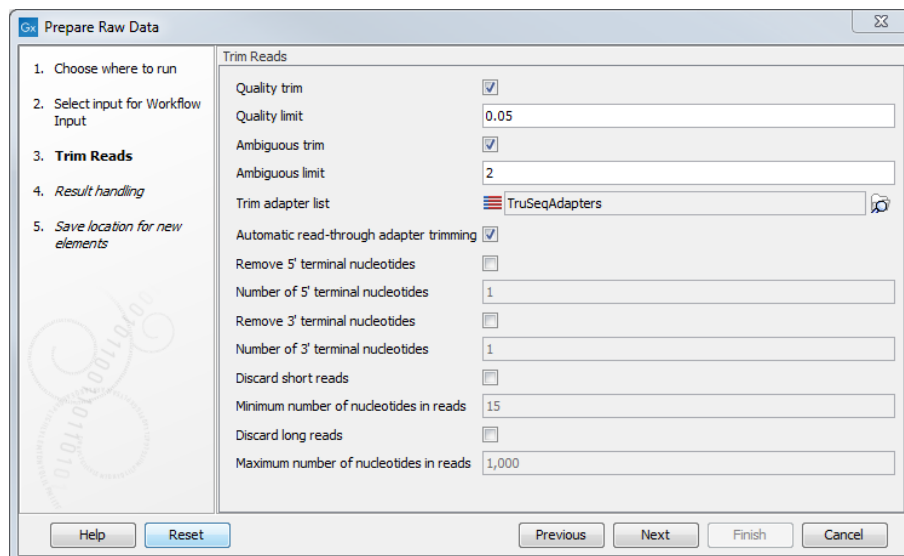 Gx Prepare Raw Data
1. Choose where to run
2. Select input for Workflow
Input
3. Trim Reads
4. Result handling
5. Save location for new
elements
Trim Reads
Quality trim
Quality limit 0.05
Ambiguous trim
Ambiguous limit 2
Trim adapter list TruSeqAdapters
Automatic read-through adapter trimming
Remove 5' terminal nucleotides
Number of 5' terminal nucleotides 1
Remove 3' terminal nucleotides
Number of 3' terminal nucleotides 1
Discard short reads
Minimum number of nucleotides in reads 15
Discard long reads
Maximum number of nucleotides in reads 1,000
Help Reset Previous Next Finish Cancel